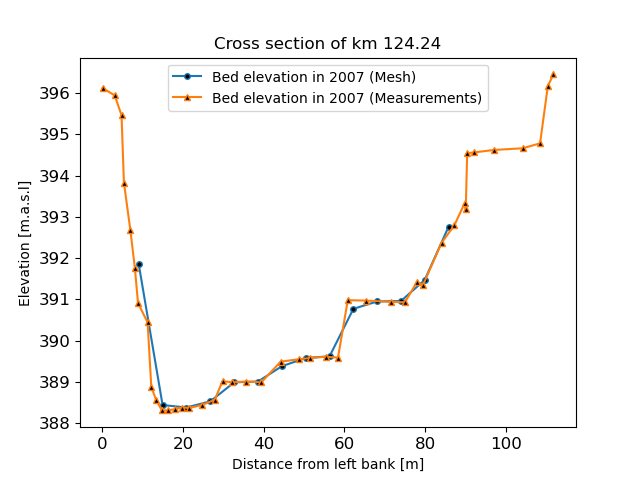 Cross section of km 124.24
Bed elevation in 2007 (Mesh)
Bed elevation in 2007 (Measurements)
Elevation [m.a.s.l]
396
395
394
393
392
391
390
389
388
0 20 40 60 80 100
Distance from left bank [m]